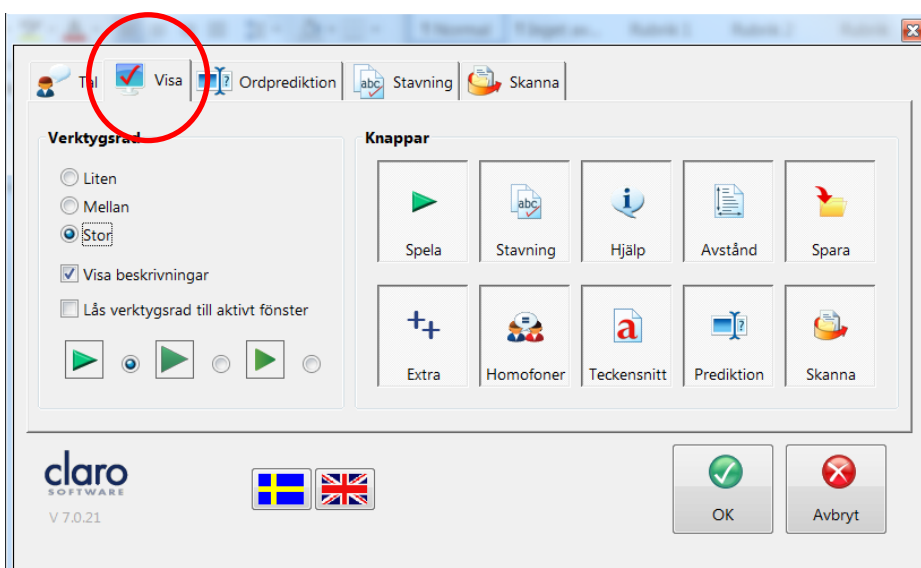 Tal Visa Ordprediktion Stavning Skanna
Verktygsrad
Liten
Mellan
Stor
Visa beskrivningar
Lås verktygsrad till aktivt fönster
Knappar
Spela Stavning Hjälp Avstånd Spara
Extra Homofoner Teckensnitt Prediktion Skanna
claro
SOFTWARE
V 7.0.21
OK Avbryt